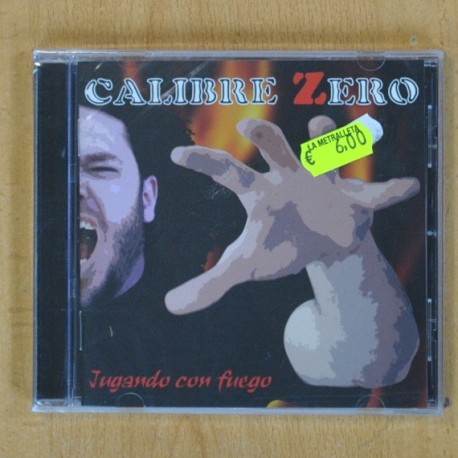 CALIBRE ZERO
LA METRALLETA
€ 6,00
Jugando con fuego